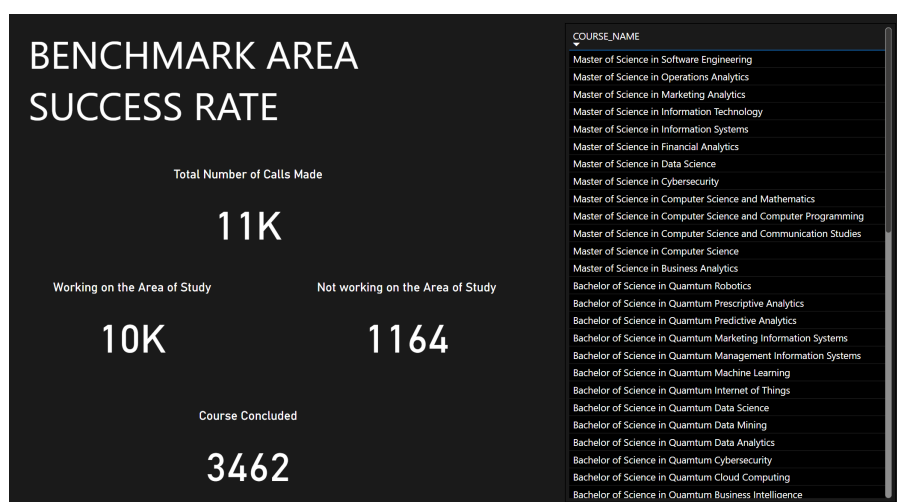 BENCHMARK AREA
SUCCESS RATE
Total Number of Calls Made
11K
Working on the Area of Study
Not working on the Area of Study
10K
1164
Course Concluded
3462
COURSE_NAME
Master of Science in Software Engineering
Master of Science in Operations Analytics
Master of Science in Marketing Analytics
Master of Science in Information Technology
Master of Science in Information Systems
Master of Science in Financial Analytics
Master of Science in Data Science
Master of Science in Cybersecurity
Master of Science in Computer Science and Mathematics
Master of Science in Computer Science and Computer Programming
Master of Science in Computer Science and Communication Studies
Master of Science in Computer Science
Master of Science in Business Analytics
Bachelor of Science in Quamtum Robotics
Bachelor of Science in Quamtum Prescriptive Analytics
Bachelor of Science in Quamtum Predictive Analytics
Bachelor of Science in Quamtum Marketing Information Systems
Bachelor of Science in Quamtum Management Information Systems
Bachelor of Science in Quamtum Machine Learning
Bachelor of Science in Quamtum Internet of Things
Bachelor of Science in Quamtum Data Science
Bachelor of Science in Quamtum Data Mining
Bachelor of Science in Quamtum Data Analytics
Bachelor of Science in Quamtum Cybersecurity
Bachelor of Science in Quamtum Cloud Computing
Bachelor of Science in Quamtum Business Intelligence